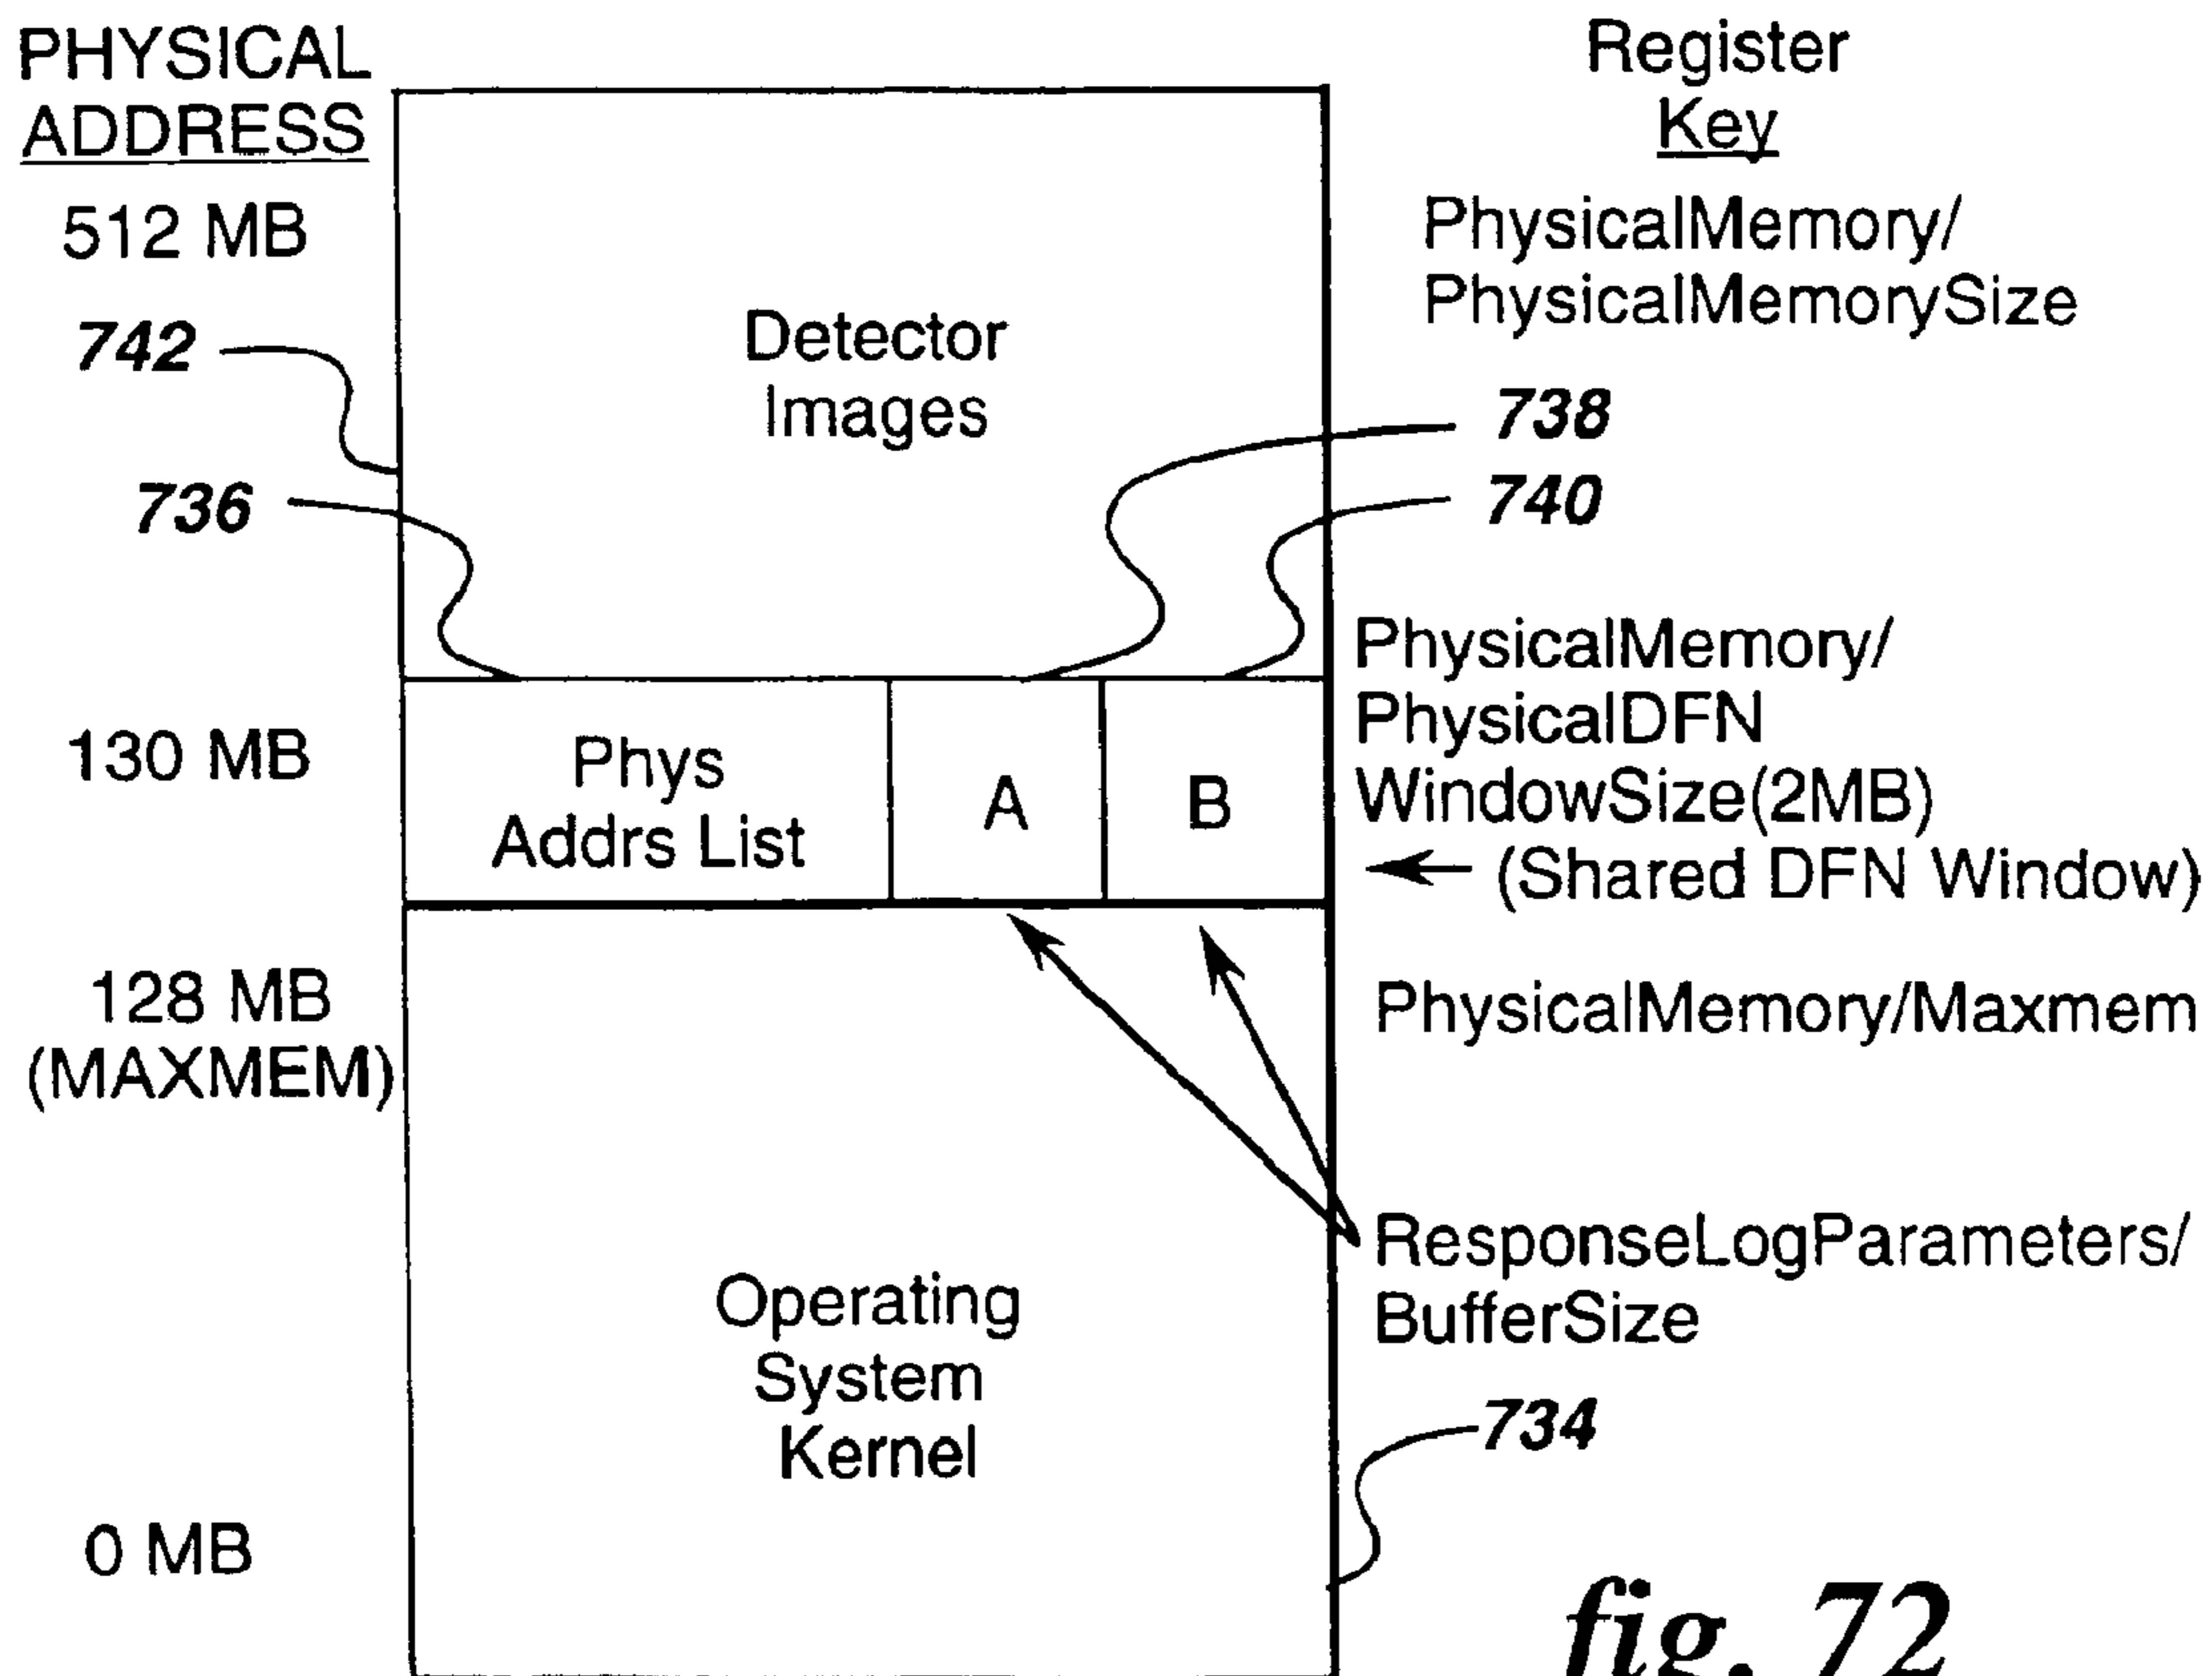 PHYSICAL
ADDRESS
512 MB
742
736
130 MB
128 MB
(MAXMEM)
0 MB
Detector
Images
Phys
Addrs List
A
B
Operating
System
Kernel
Register
Key
PhysicalMemory/
PhysicalMemorySize
738
740
PhysicalMemory/
PhysicalDFN
WindowSize(2MB)
(Shared DFN Window)
PhysicalMemory/Maxmem
ResponseLogParameters/
BufferSize
734
fig. 72